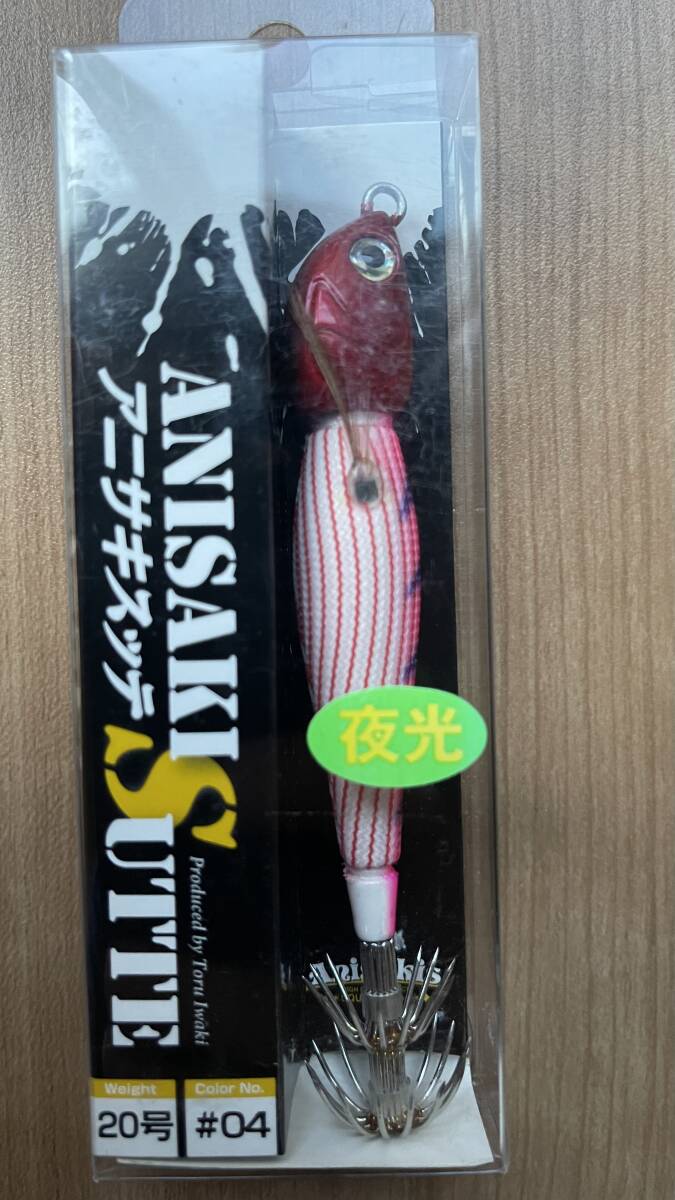 ANISAKI
アニサキスッテ
SUTTE
Produced by Toru Iwaki
夜光
Weight
20号
Color No.
#04